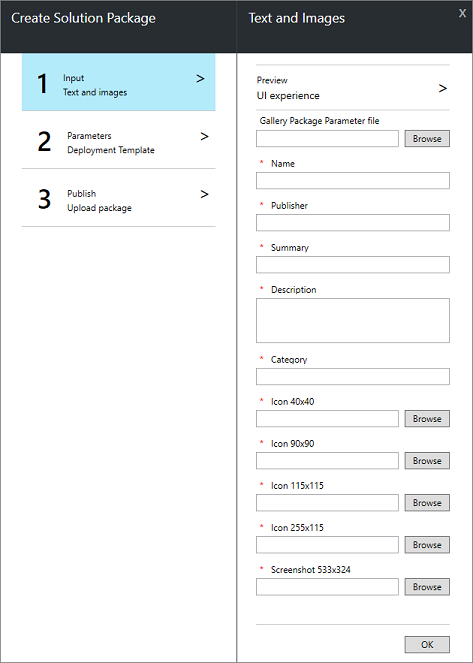 Create Solution Package
Text and Images
X
1
Input
Text and images
>
2
Parameters
Deployment Template
>
3
Publish
Upload package
>
Preview
UI experience
>
Gallery Package Parameter file
Browse
* Name
* Publisher
* Summary
* Description
* Category
* Icon 40x40
Browse
* Icon 90x90
Browse
* Icon 115x115
Browse
* Icon 255x115
Browse
* Screenshot 533x324
Browse
OK